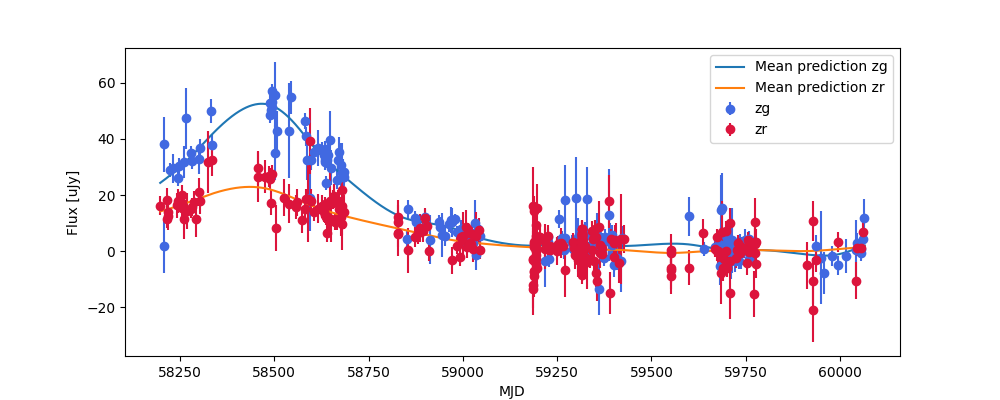 60
40
20
0
−20
Flux [uJy]
58250 58500 58750 59000 59250 59500 59750 60000
MJD
Mean prediction zg
Mean prediction zr
zg
zr